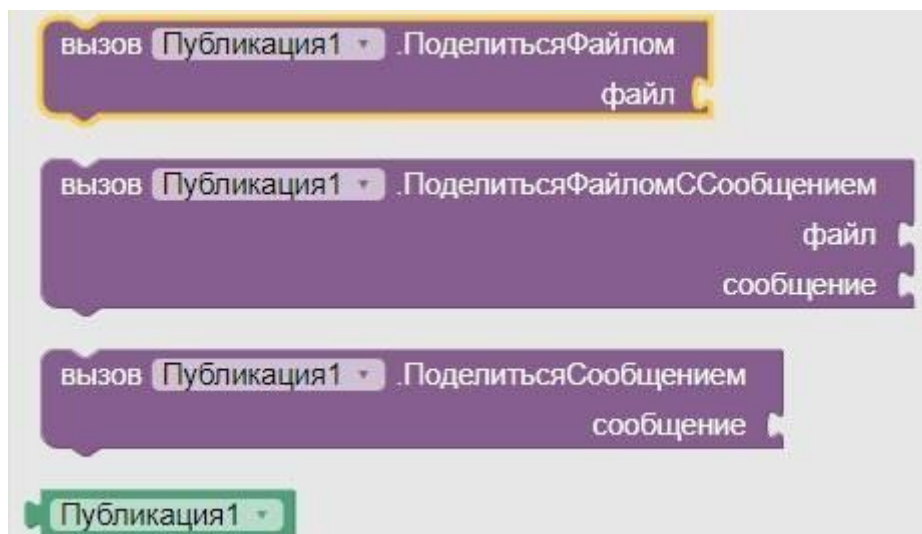 вызов Публикация1 .ПоделитьсяФайлом
файл
вызов Публикация1 .ПоделитьсяФайломССообщением
файл
сообщение
вызов Публикация1 .ПоделитьсяСообщением
сообщение
Публикация1